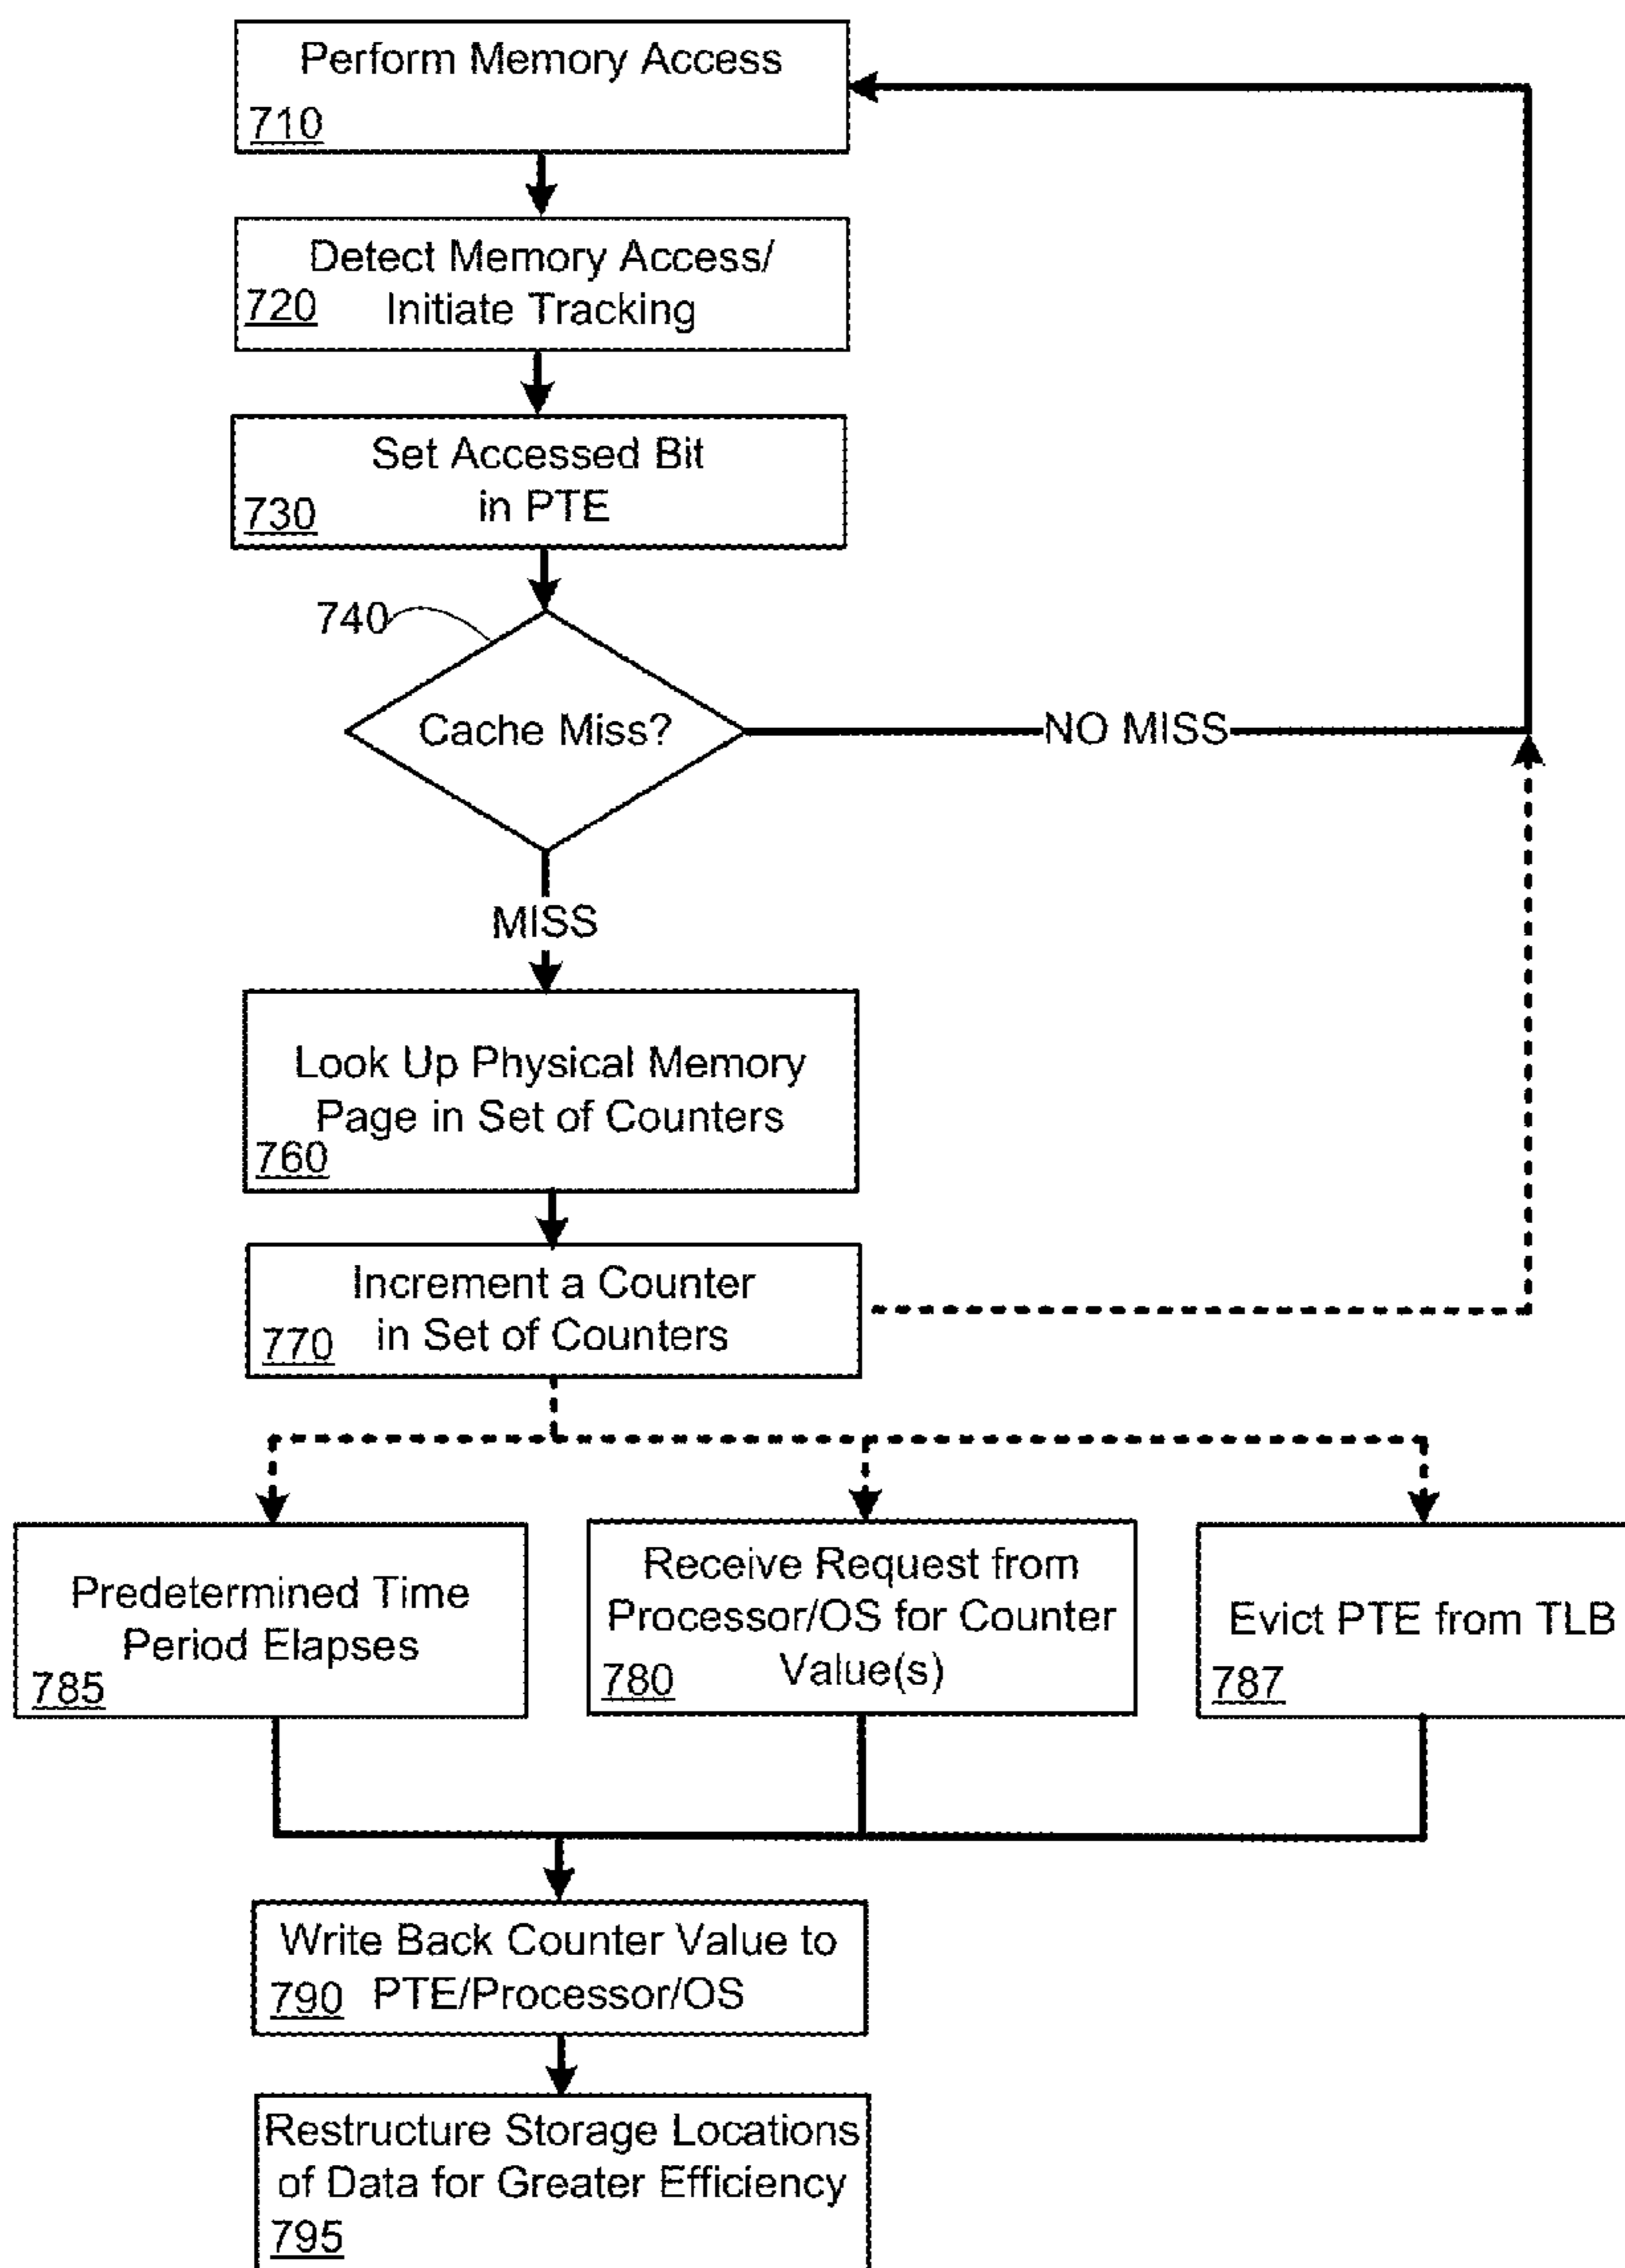 Perform Memory Access
710
Detect Memory Access/
720 Initiate Tracking
Set Accessed Bit
in PTE
730
740
Cache Miss?
NO MISS
MISS
Look Up Physical Memory
Page in Set of Counters
760
Increment a Counter
770 in Set of Counters
Predetermined Time
Period Elapses
785
Receive Request from
Processor/OS for Counter
780 Value(s)
Evict PTE from TLB
787
Write Back Counter Value to
790 PTE/Processor/OS
Restructure Storage Locations
of Data for Greater Efficiency
795